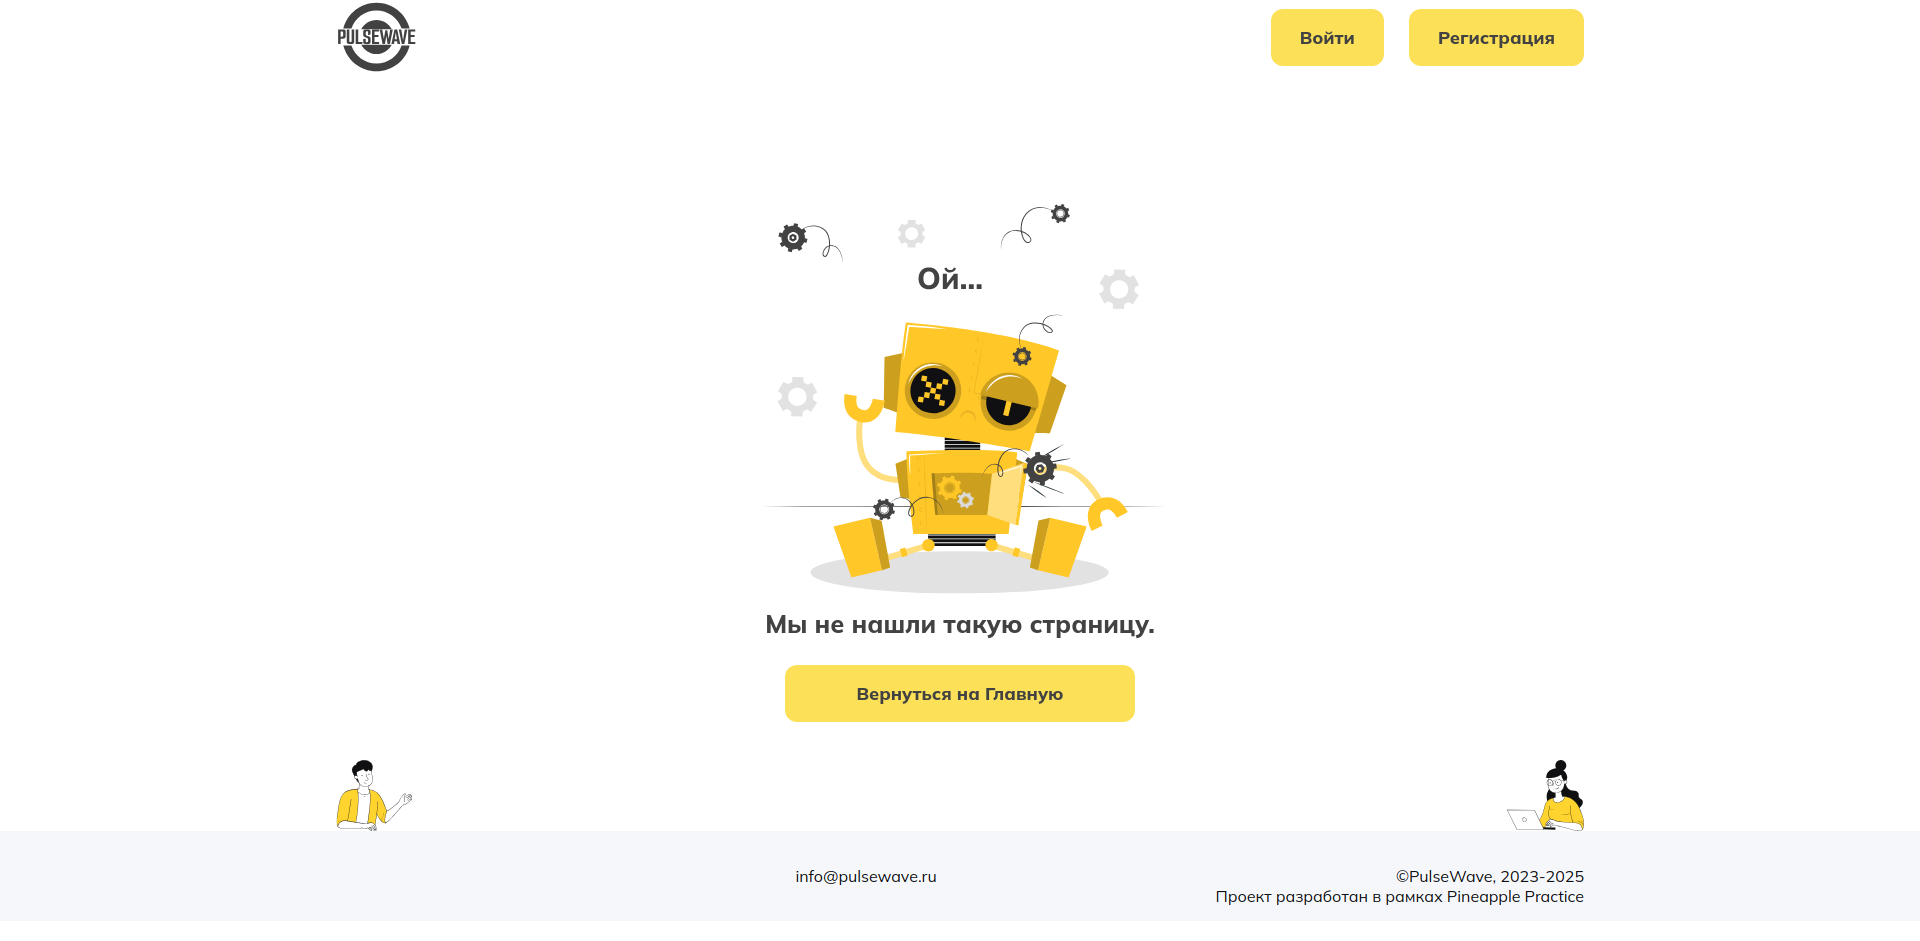 PULSEWAVE
Войти
Регистрация
Ой...
Мы не нашли такую страницу.
Вернуться на Главную
info@pulsewave.ru
©PulseWave, 2023-2025
Проект разработан в рамках Pineapple Practice